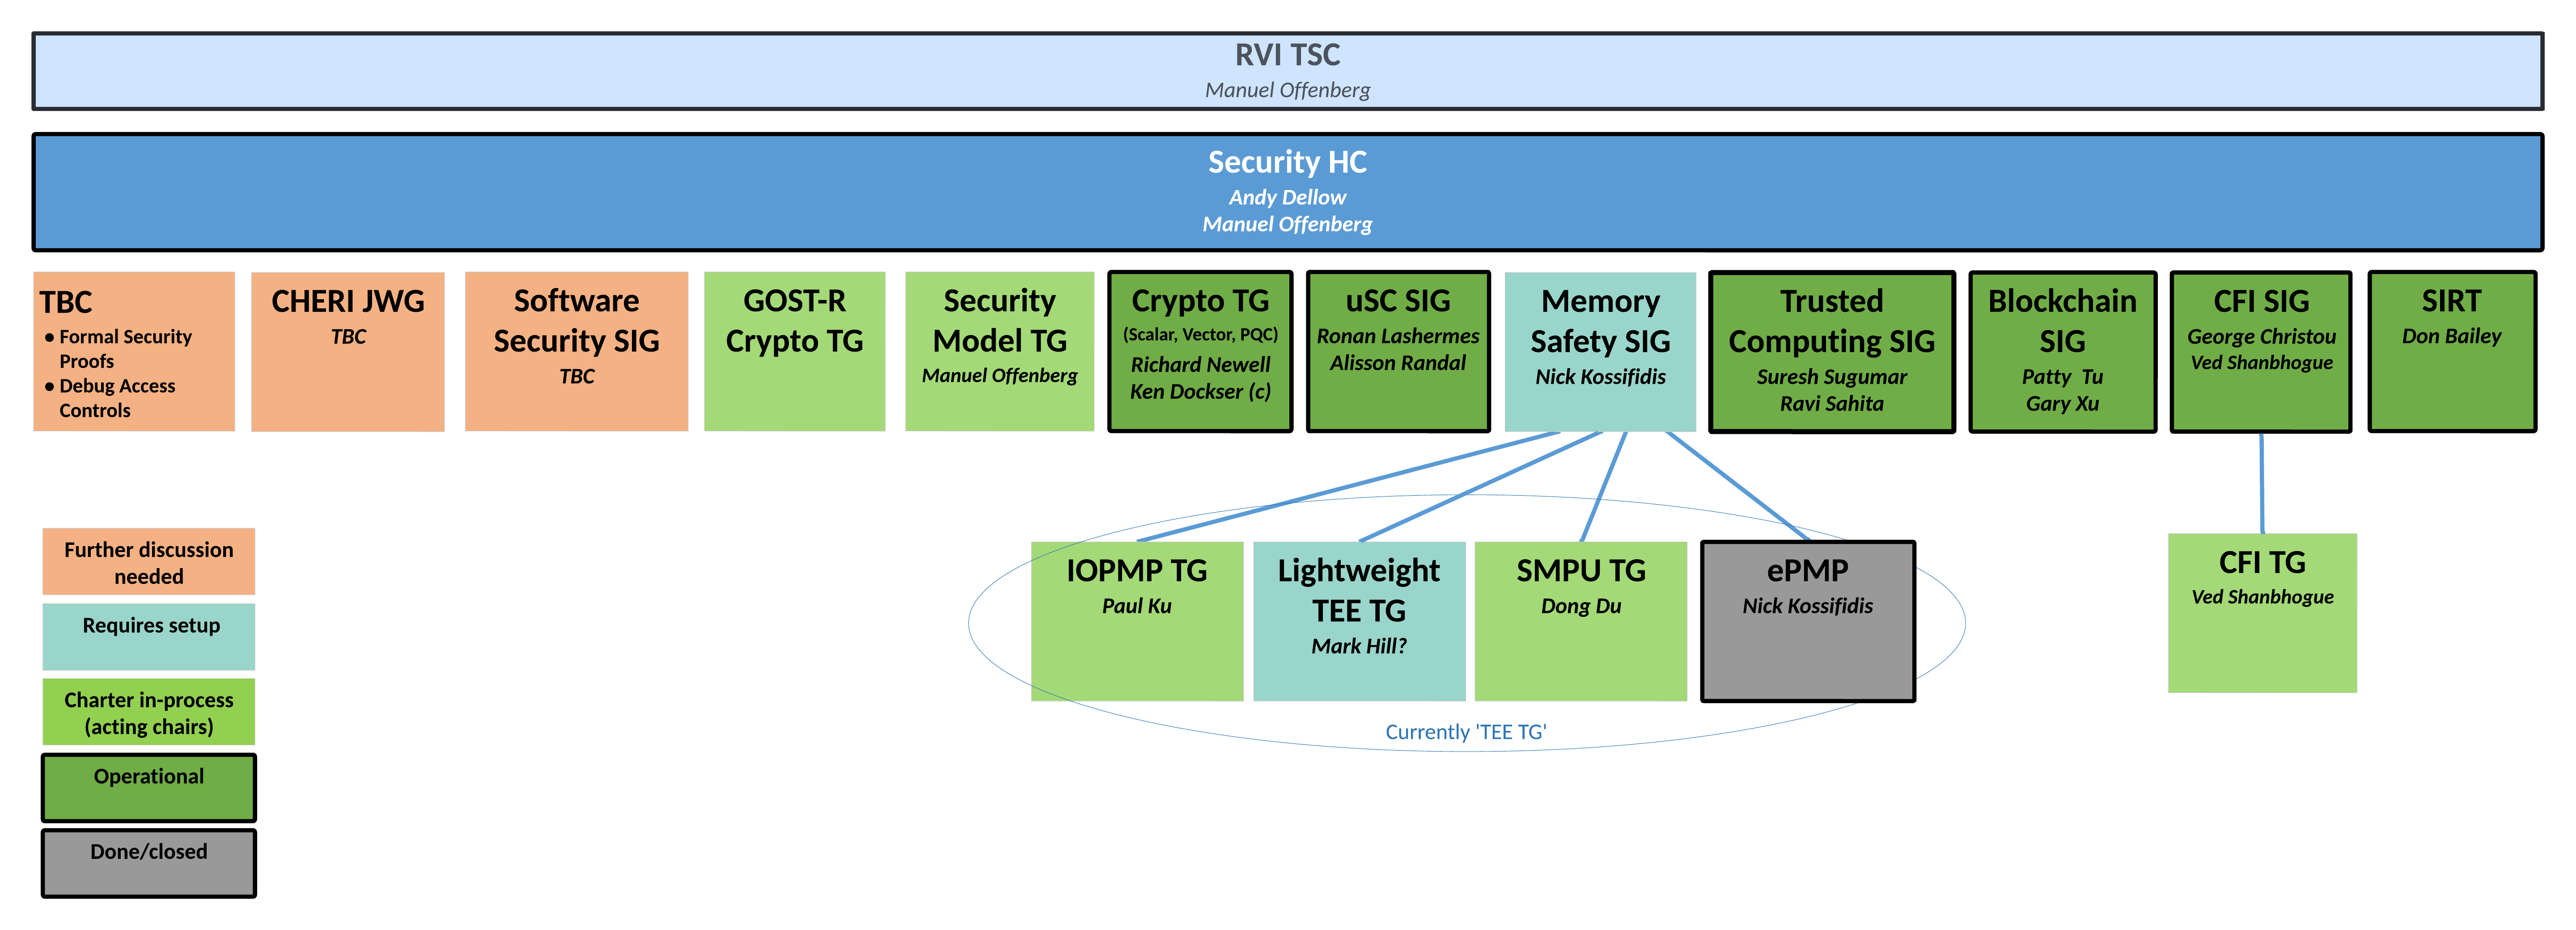 RVI TSC
Manuel Offenberg
Security HC
Andy Dellow
Manuel Offenberg
TBC
● Formal Security
Proofs
● Debug Access
Controls
CHERI JWG
TBC
Software
Security SIG
TBC
GOST-R
Crypto TG
Security
Model TG
Manuel Offenberg
Crypto TG
(Scalar, Vector, PQC)
Richard Newell
Ken Dockser (c)
uSC SIG
Ronan Lashermes
Alisson Randal
Memory
Safety SIG
Nick Kossifidis
Trusted
Computing SIG
Suresh Sugumar
Ravi Sahita
Blockchain
SIG
Patty  Tu
Gary Xu
CFI SIG
George Christou
Ved Shanbhogue
SIRT
Don Bailey
IOPMP TG
Paul Ku
Lightweight
TEE TG
Mark Hill?
SMPU TG
Dong Du
ePMP
Nick Kossifidis
Currently 'TEE TG'
CFI TG
Ved Shanbhogue
Further discussion
needed
Requires setup
Charter in-process
(acting chairs)
Operational
Done/closed